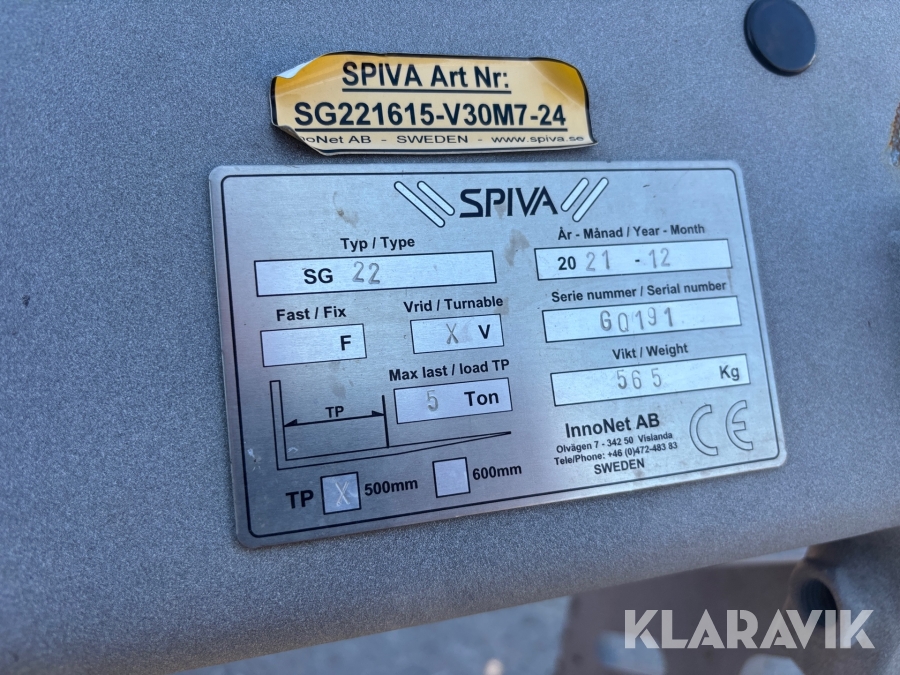 SPIVA Art Nr:
SG221615-V30M7-24
noNet AB - SWEDEN - www.spiva.se
SPIVA
Typ / Type
SG 22
År - Månad / Year - Month
20 21 - 12
Fast / Fix
F
Vrid / Turnable
X V
Serie nummer / Serial number
GQ191
Max last / load TP
5 Ton
Vikt / Weight
565 Kg
TP
InnoNet AB
Olvägen 7 - 342 50 Vislanda
Tele/Phone: +46 (0)472-483 83
SWEDEN
CE
TP X 500mm 600mm
KLARAVIK